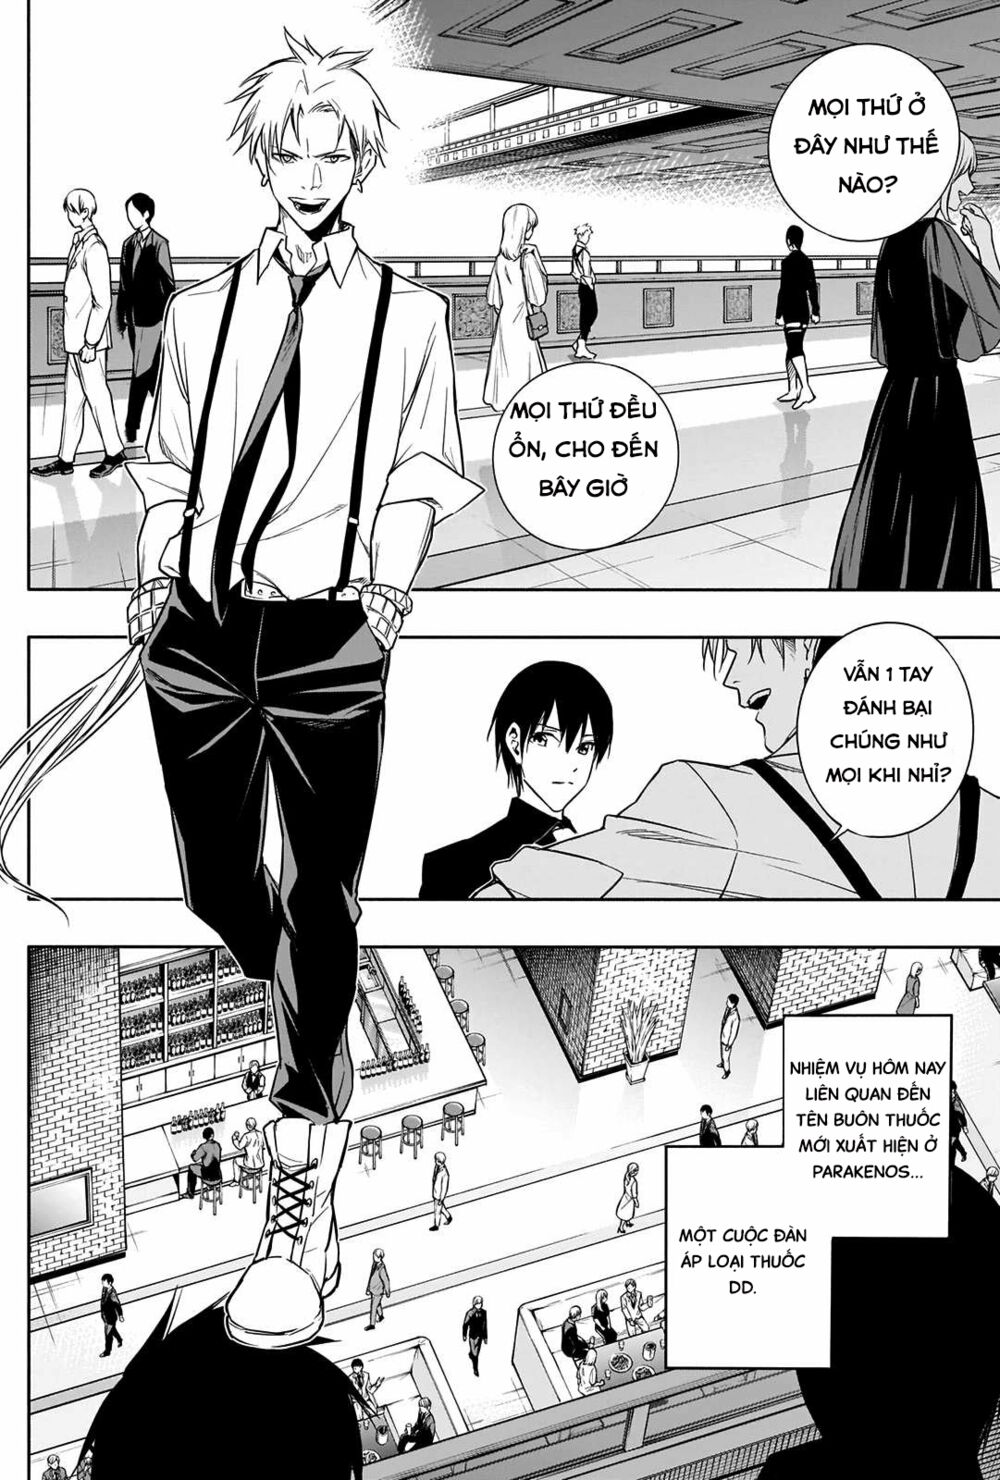 MỌI THỨ Ở
ĐÂY NHƯ THẾ
NÀO?
MỌI THỨ ĐỀU
ỔN, CHO ĐẾN
BÂY GIỜ
VẪN 1 TAY
ĐÁNH BẠI
CHÚNG NHƯ
MỌI KHI NHỈ?
NHIỆM VỤ HÔM NAY
LIÊN QUAN ĐẾN
TÊN BUÔN THUỐC
MỚI XUẤT HIỆN Ở
PARAKENOS...
MỘT CUỘC ĐÀN
ÁP LOẠI THUỐC
DD.